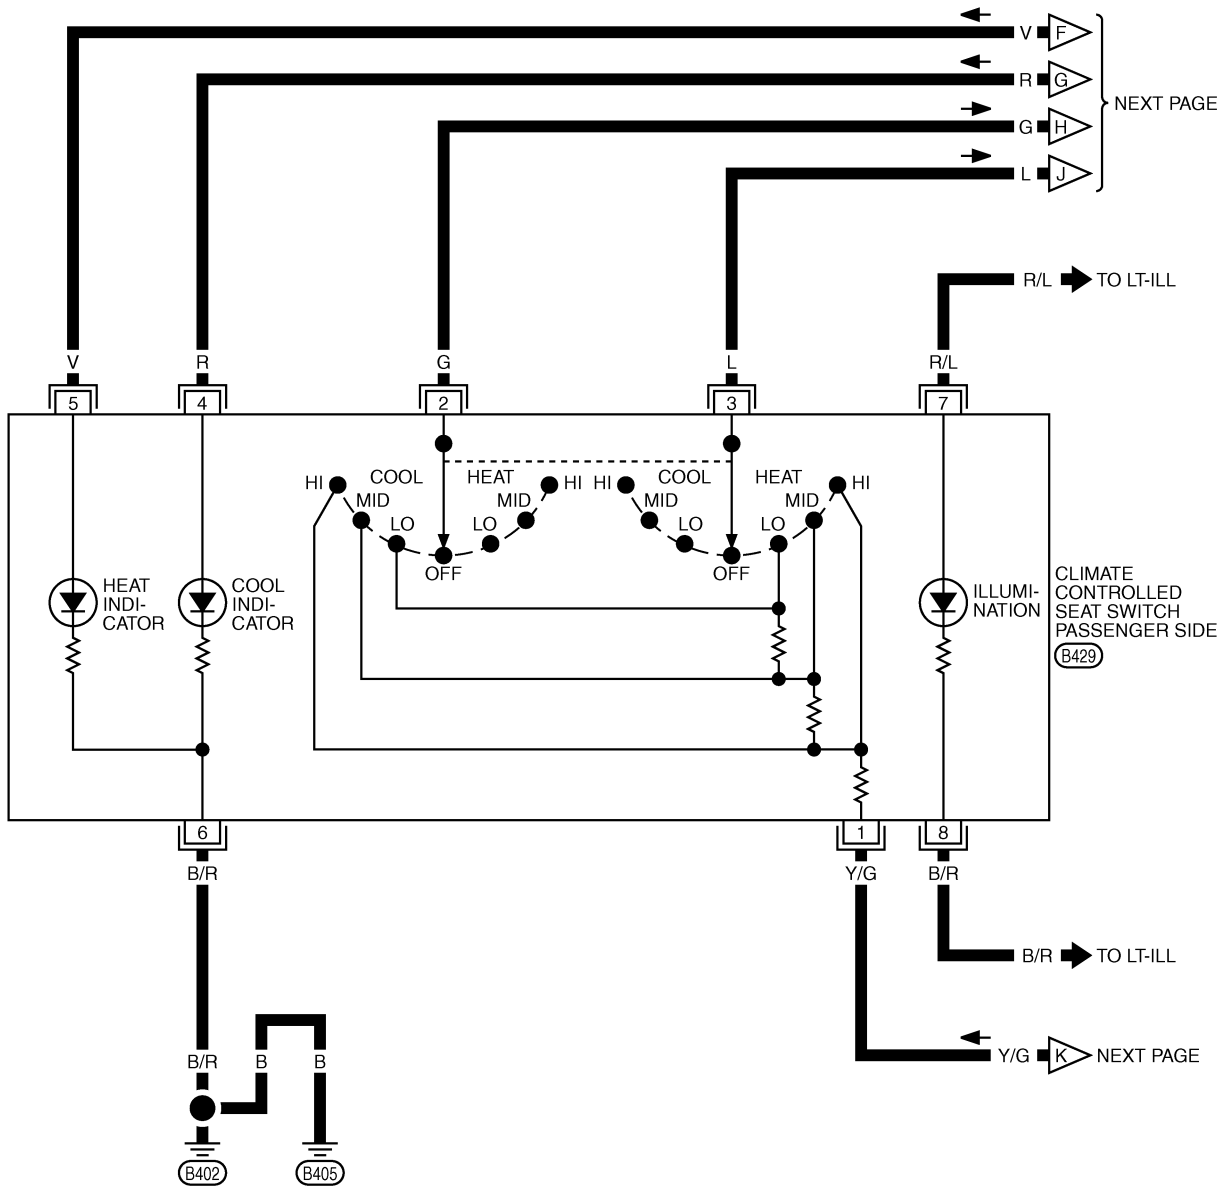 V F
R G
NEXT PAGE
G H
L J
R/L TO LT-ILL
V R G L R/L
5 4 2 3 7
COOL HEAT COOL HEAT
HI HI HI HI
MID MID MID MID
LO LO LO LO
OFF OFF
HEAT
INDI-
CATOR
COOL
INDI-
CATOR
ILLUMI-
NATION
CLIMATE
CONTROLLED
SEAT SWITCH
PASSENGER SIDE
B429
6 1 8
B/R Y/G B/R
B/R TO LT-ILL
Y/G K NEXT PAGE
B/R B B
B402 B405